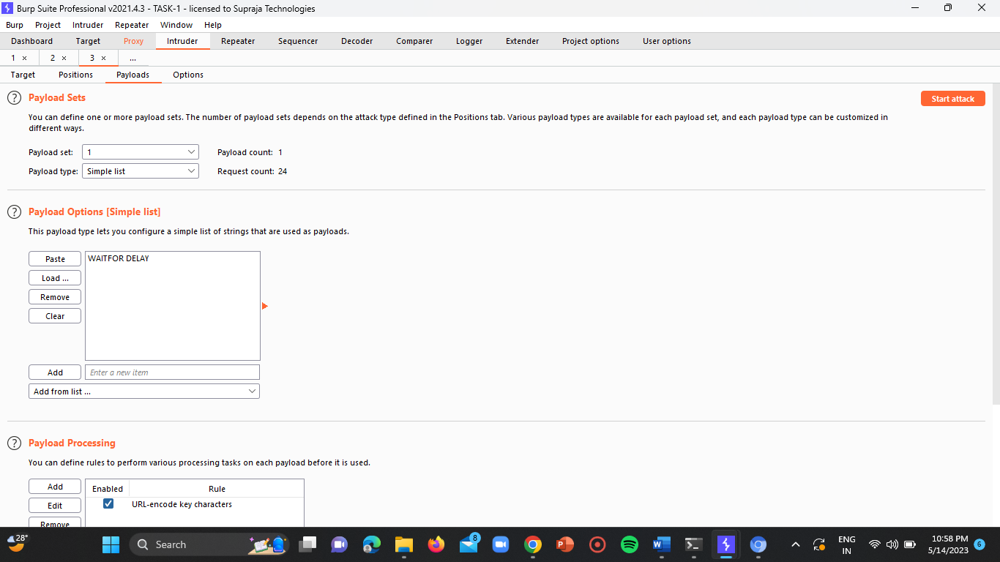 Burp Suite Professional v2021.4.3 - TASK-1 - licensed to Supraja Technologies
Burp Project Intruder Repeater Window Help
Dashboard Target Proxy Intruder Repeater Sequencer Decoder Comparer Logger Extender Project options User options
1 × 2 × 3 × ...
Target Positions Payloads Options
? Payload Sets
Start attack
You can define one or more payload sets. The number of payload sets depends on the attack type defined in the Positions tab. Various payload types are available for each payload set, and each payload type can be customized in
different ways.
Payload set: 1 Payload count: 1
Payload type: Simple list Request count: 24
? Payload Options [Simple list]
This payload type lets you configure a simple list of strings that are used as payloads.
Paste WAITFOR DELAY
Load ...
Remove
Clear
Add Enter a new item
Add from list ...
? Payload Processing
You can define rules to perform various processing tasks on each payload before it is used.
Add Enabled Rule
Edit URL-encode key characters
Remove
28°
Search
8
ENG
IN
10:58 PM
5/14/2023
6